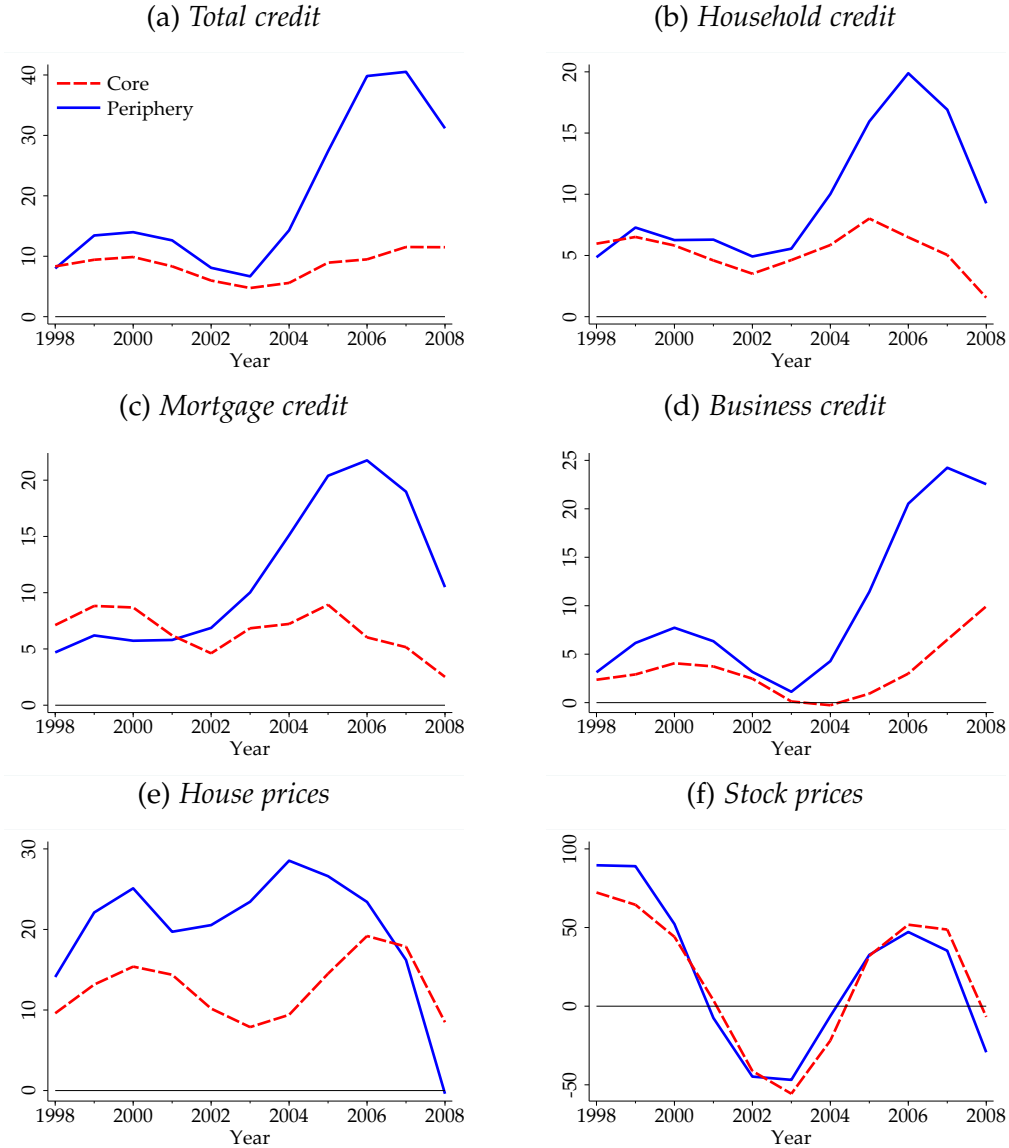 (a) Total credit
40
30
20
10
0
Core
Periphery
1998 2000 2002 2004 2006 2008
Year
(b) Household credit
20
15
10
5
0
1998 2000 2002 2004 2006 2008
Year
(c) Mortgage credit
20
15
10
5
0
1998 2000 2002 2004 2006 2008
Year
(d) Business credit
25
20
15
10
5
0
1998 2000 2002 2004 2006 2008
Year
(e) House prices
30
20
10
0
1998 2000 2002 2004 2006 2008
Year
(f) Stock prices
100
50
0
-50
1998 2000 2002 2004 2006 2008
Year